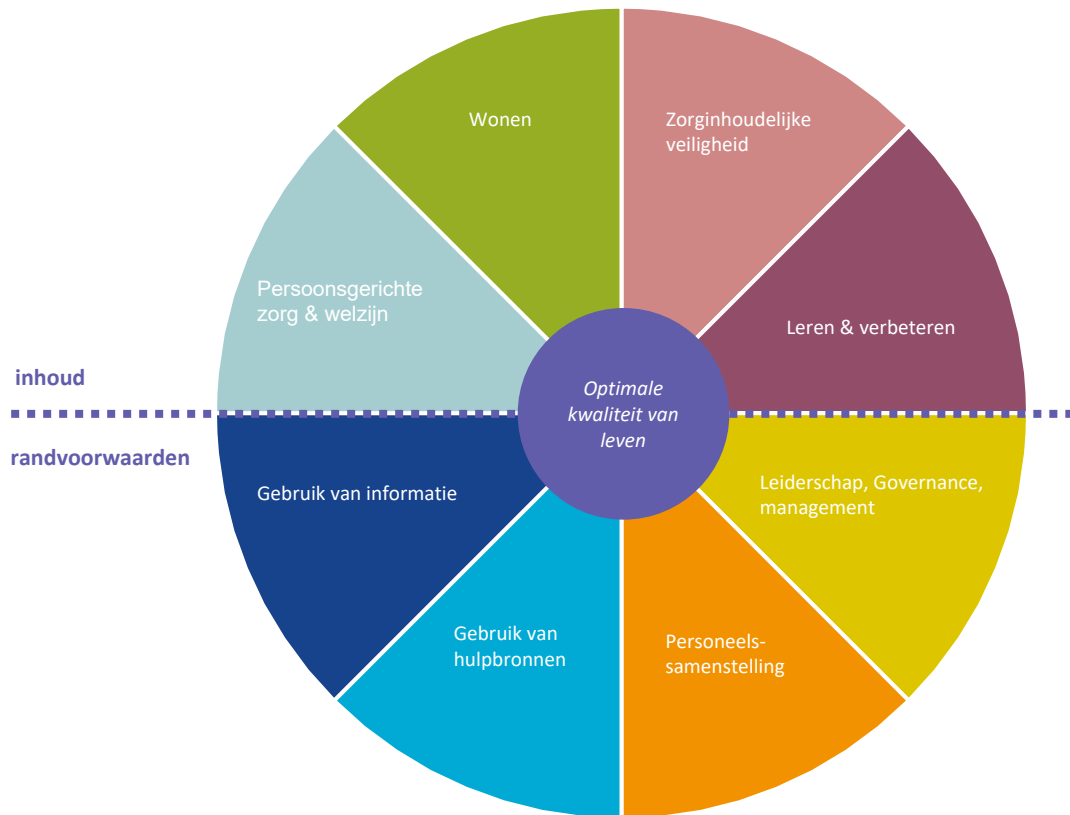 Wonen
Zorginhoudelijke
veiligheid
Persoonsgerichte
zorg & welzijn
Leren & verbeteren
inhoud
Optimale
kwaliteit van
leven
randvoorwaarden
Gebruik van informatie
Leiderschap, Governance,
management
Gebruik van
hulpbronnen
Personeels-
samenstelling